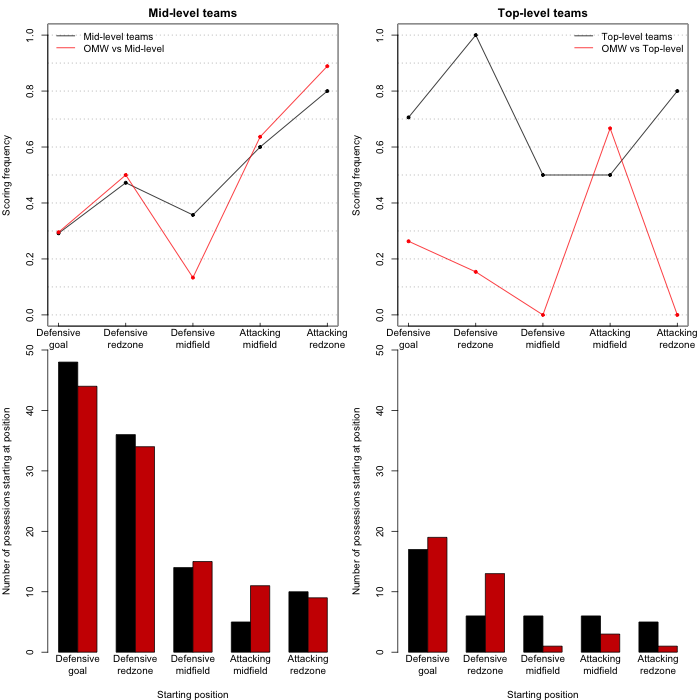 Mid-level teams
Mid-level teams
OMW vs Mid-level
Scoring frequency
0.0
0.2
0.4
0.6
0.8
1.0
Defensive
goal
Defensive
redzone
Defensive
midfield
Attacking
midfield
Attacking
redzone
Top-level teams
Top-level teams
OMW vs Top-level
Scoring frequency
0.0
0.2
0.4
0.6
0.8
1.0
Defensive
goal
Defensive
redzone
Defensive
midfield
Attacking
midfield
Attacking
redzone
Number of possessions starting at position
0
10
20
30
40
50
Defensive
goal
Defensive
redzone
Defensive
midfield
Attacking
midfield
Attacking
redzone
Starting position
Number of possessions starting at position
0
10
20
30
40
50
Defensive
goal
Defensive
redzone
Defensive
midfield
Attacking
midfield
Attacking
redzone
Starting position